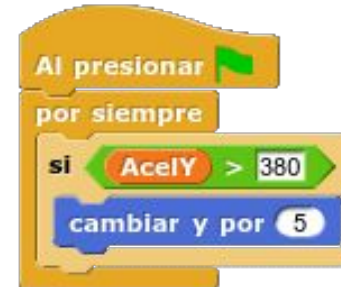 Al presionar
por siempre
si AcelY > 380
cambiar y por 5